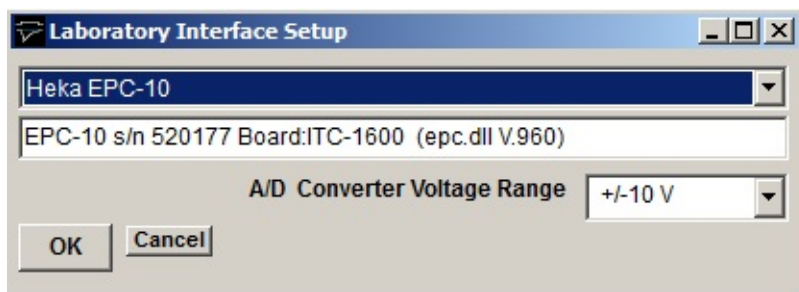 Laboratory Interface Setup
Heka EPC-10
EPC-10 s/n 520177 Board:ITC-1600 (epc.dll V.960)
A/D Converter Voltage Range +/-10 V
OK Cancel